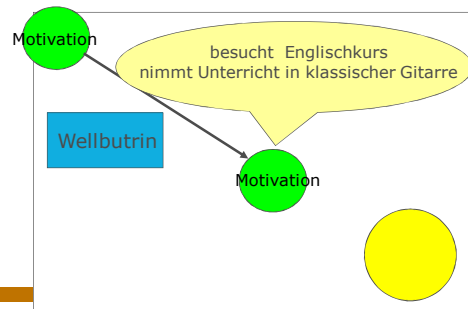 Motivation
besucht Englischkurs
nimmt Unterricht in klassischer Gitarre
Wellbutrin
Motivation